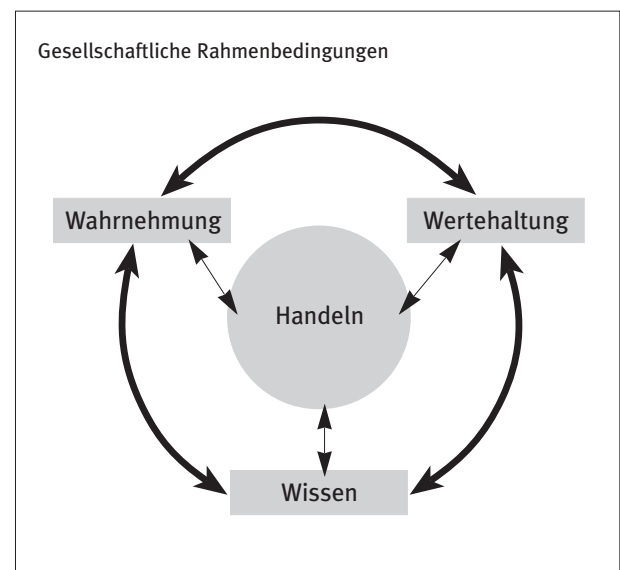 Gesellschaftliche Rahmenbedingungen
Wahrnehmung
Wertehaltung
Handeln
Wissen